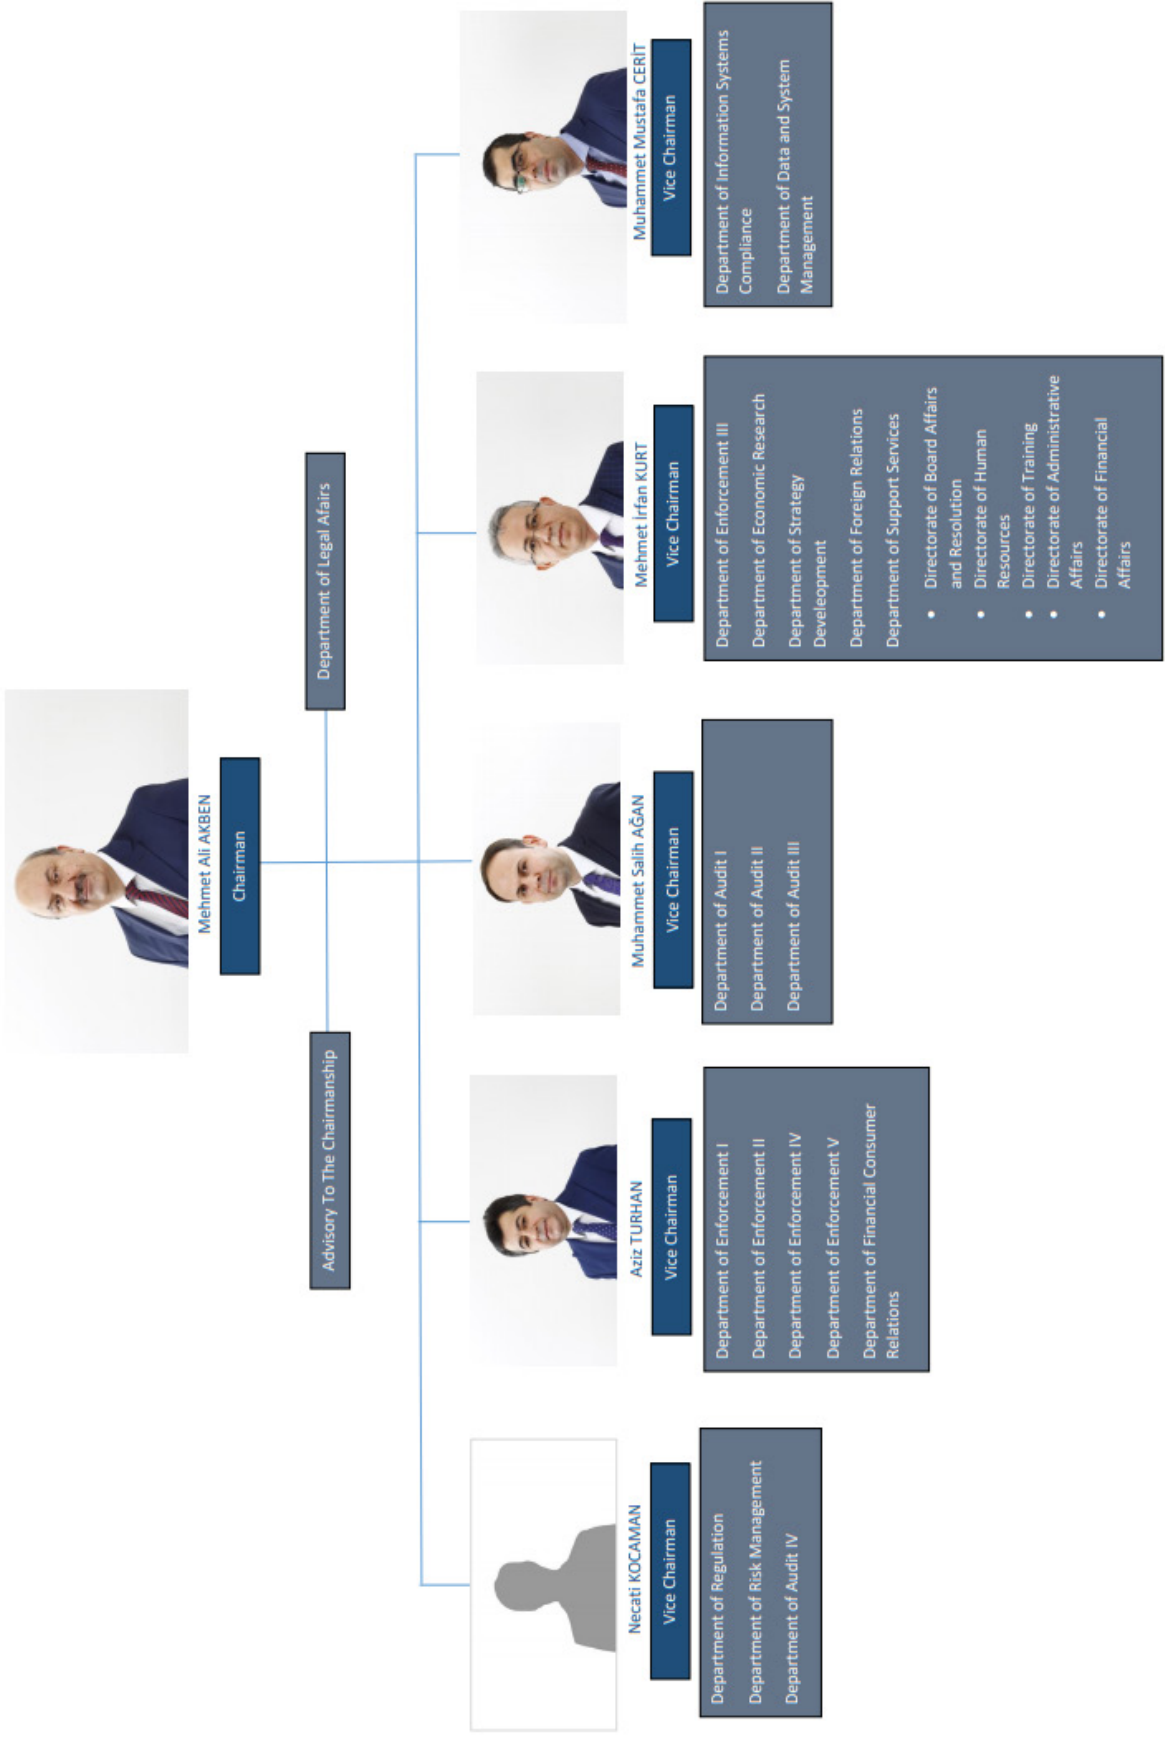 Mehmet Ali AKBEN
Chairman
Advisory To The Chairmanship
Department of Legal Afairs
Necati KOCAMAN
Vice Chairman
Department of Regulation
Department of Risk Management
Department of Audit IV
Aziz TURHAN
Vice Chairman
Department of Enforcement I
Department of Enforcement II
Department of Enforcement IV
Department of Enforcement V
Department of Financial Consumer
Relations
Muhammet Salih AĞAN
Vice Chairman
Department of Audit I
Department of Audit II
Department of Audit III
Mehmet İrfan KURT
Vice Chairman
Department of Enforcement III
Department of Economic Research
Department of Strategy
Develeopment
Department of Foreign Relations
Department of Support Services
• Directorate of Board Affairs
and Resolution
• Directorate of Human
Resources
• Directorate of Training
• Directorate of Administrative
Affairs
• Directorate of Financial
Affairs
Muhammet Mustafa CERİT
Vice Chairman
Department of Information Systems
Compliance
Department of Data and System
Management